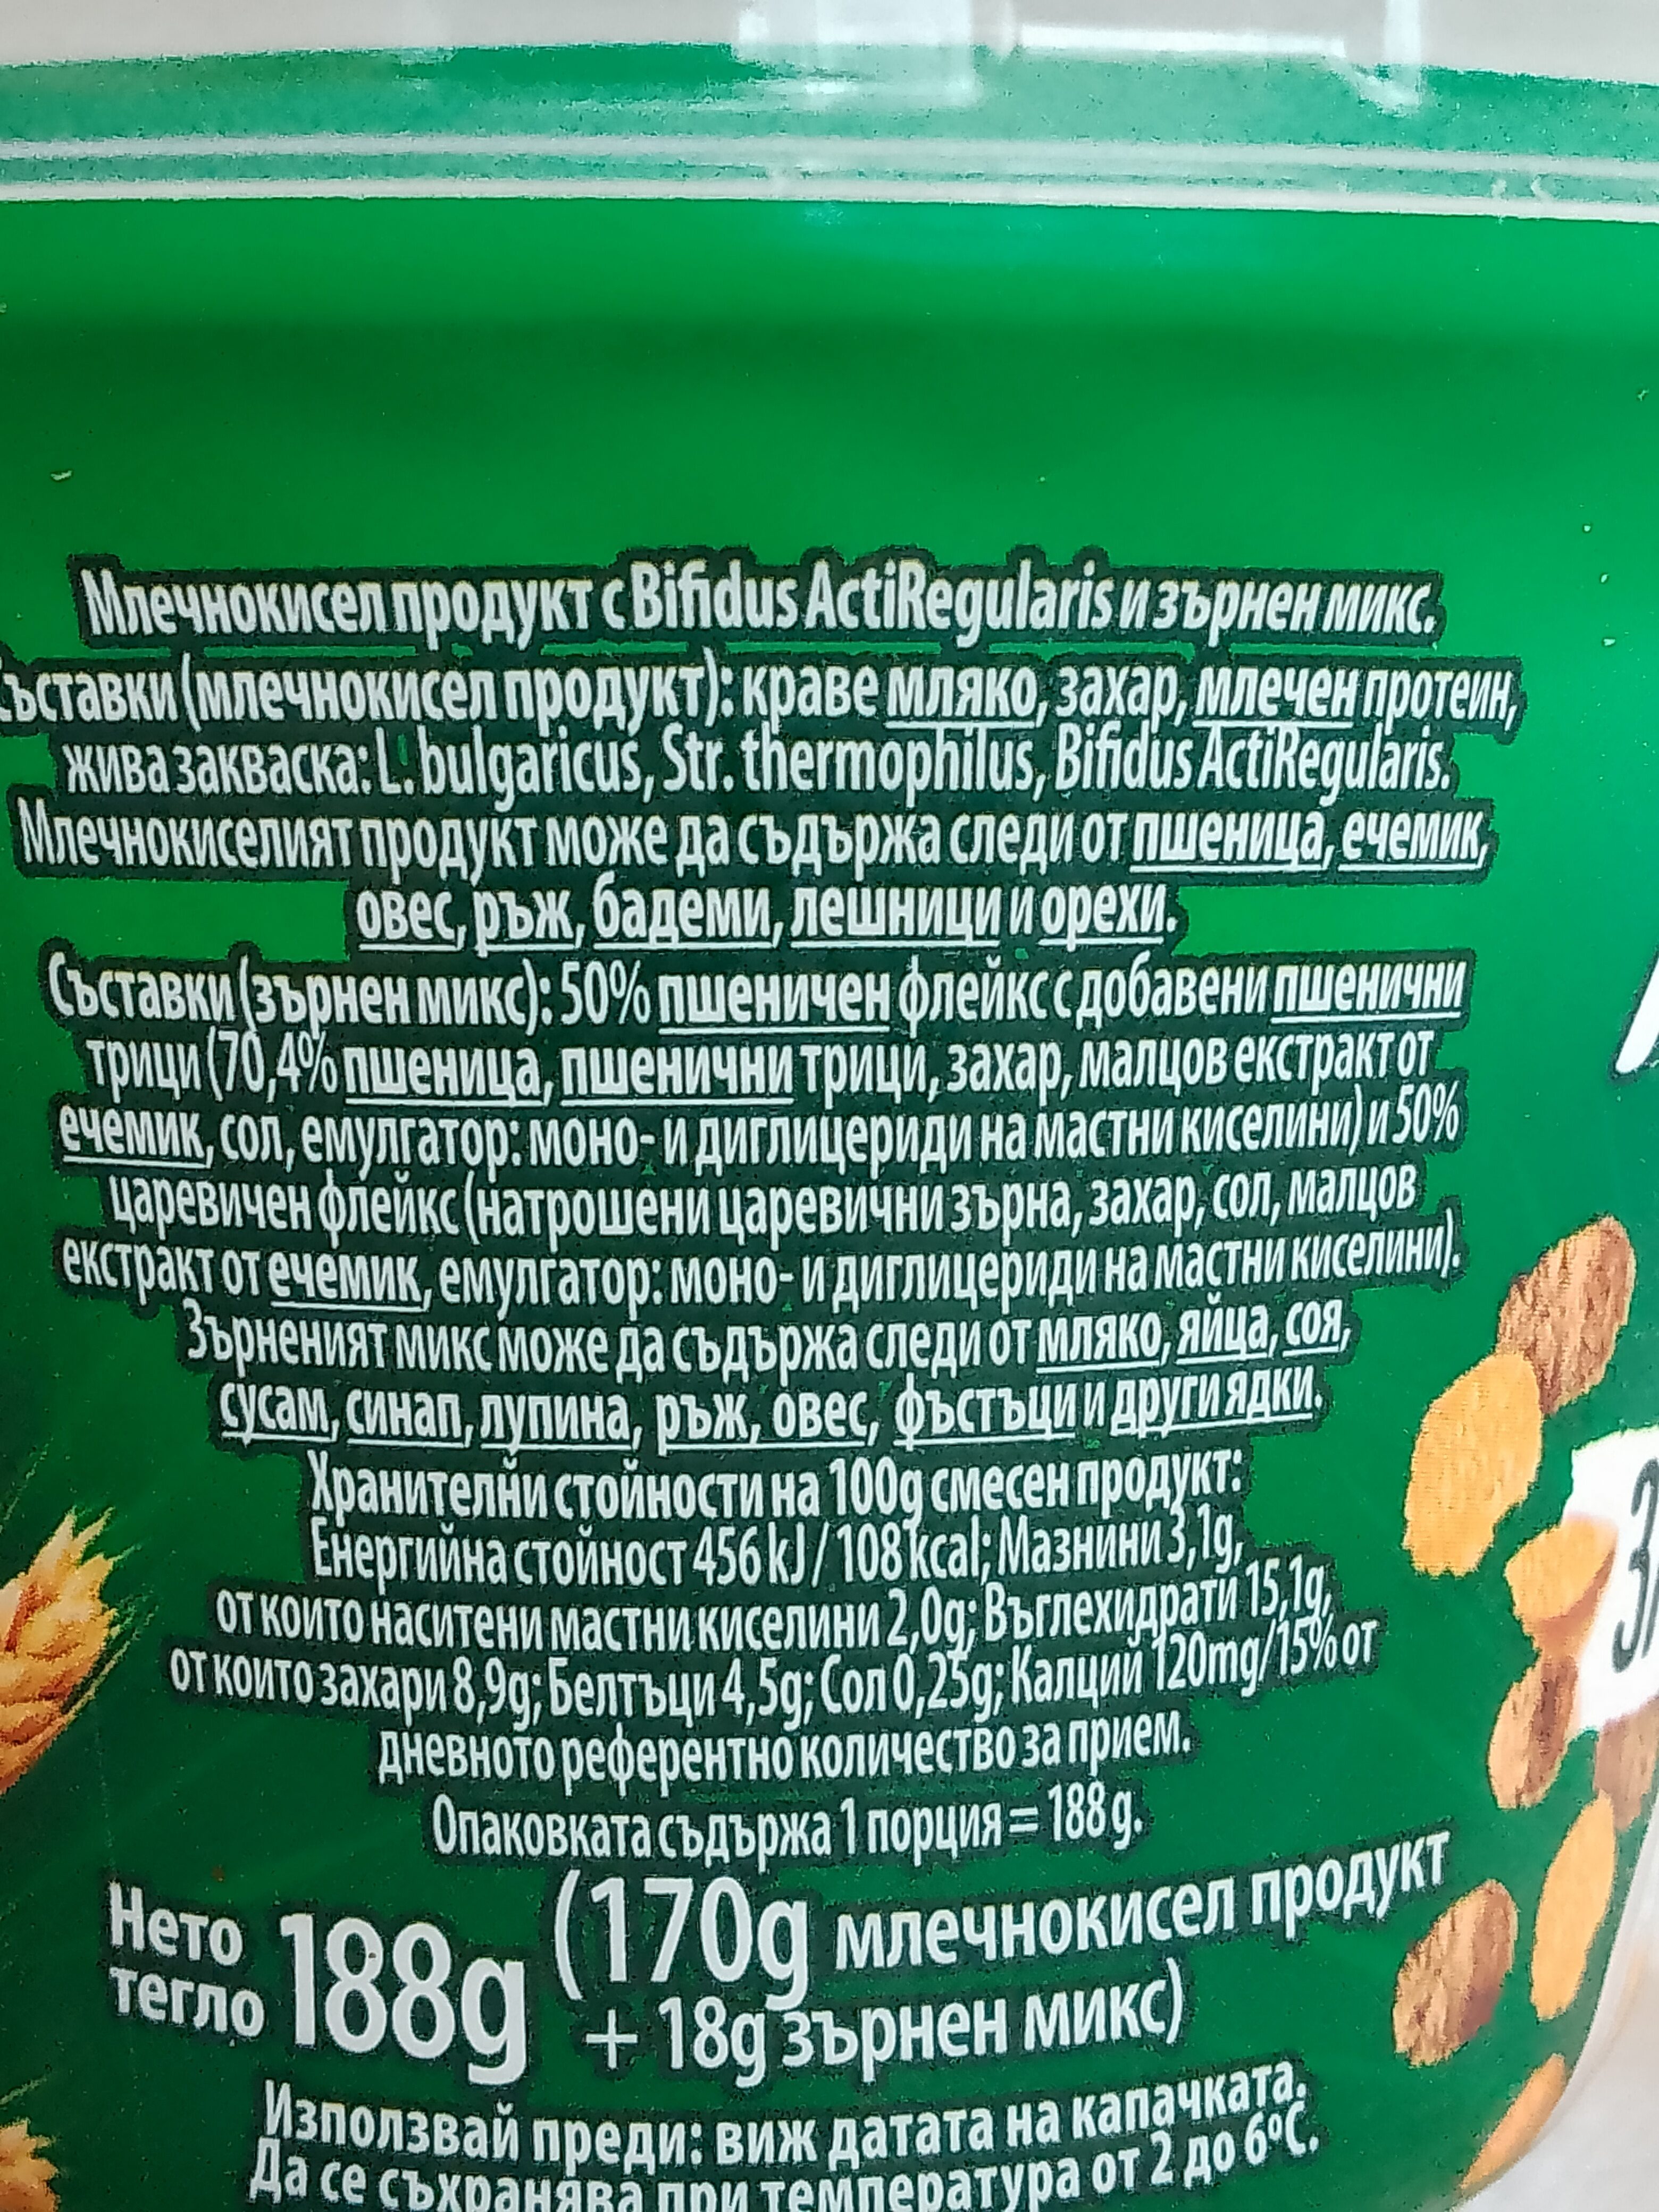 Млечнокисел продукт с Bifidus ActiRegularis и зърнен микс.
Съставки (млечнокисел продукт): краве мляко, захар, млечен протеин,
жива закваска: L. bulgaricus, Str. thermophilus, Bifidus ActiRegularis.
Млечнокиселият продукт може да съдържа следи от пшеница, ечемик,
овес, ръж, бадеми, лешници и орехи.
Съставки (зърнен микс): 50% пшеничен флейкс с добавени пшенични
трици (70,4% пшеница, пшенични трици, захар, малцов екстракт от
ечемик, сол, емулгатор: моно- и диглицериди на мастни киселини) и 50%
царевичен флейкс (натрошени царевични зърна, захар, сол, малцов
екстракт от ечемик, емулгатор: моно- и диглицериди на мастни киселини).
Зърненият микс може да съдържа следи от мляко, яйца, соя,
сусам, синап, лупина, ръж, овес, фъстъци и други ядки.
Хранителни стойности на 100g смесен продукт:
Енергийна стойност 456 kJ / 108 kcal; Мазнини 3,1g,
от които наситени мастни киселини 2,0g; Въглехидрати 15,1g,
от които захари 8,9g; Белтъци 4,5g; Сол 0,25g; Калций 120mg/15% от
дневното референтно количество за прием.
Опаковката съдържа 1 порция = 188 g.
Нето тегло 188g (170g млечнокисел продукт
+ 18g зърнен микс)
Използвай преди: виж датата на капачката.
Да се съхранява при температура от 2 до 6°C.